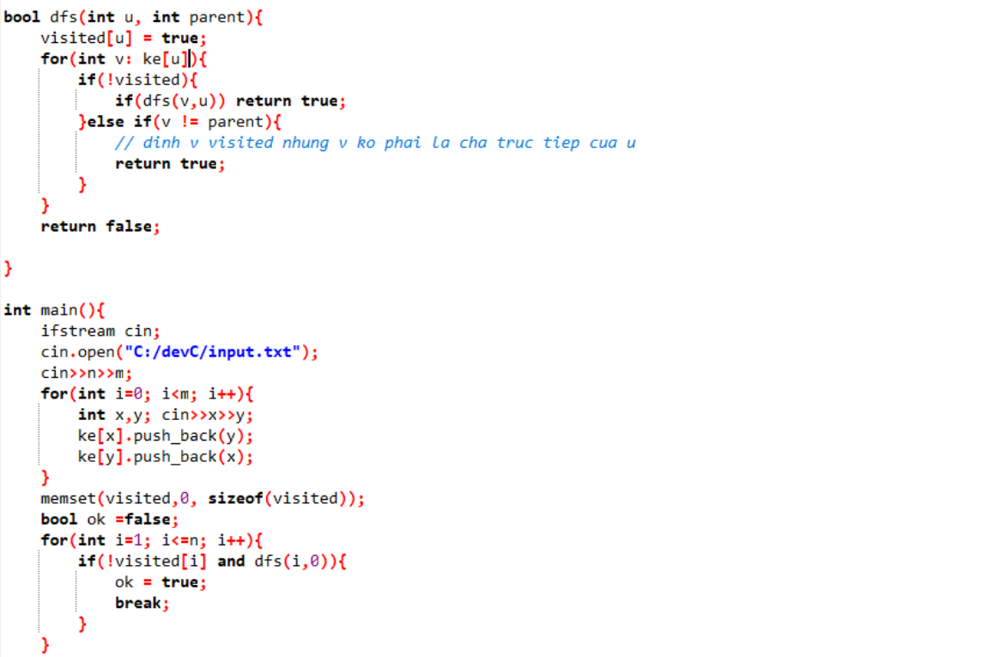 bool dfs(int u, int parent){
    visited[u] = true;
    for(int v: ke[u]){
        if(!visited){
            if(dfs(v,u)) return true;
        }else if(v != parent){
            // dinh v visited nhung v ko phai la cha truc tiep cua u
            return true;
        }
    }
    return false;
}
int main(){
    ifstream cin;
    cin.open("C:/devC/input.txt");
    cin>>n>>m;
    for(int i=0; i<m; i++){
        int x,y; cin>>x>>y;
        ke[x].push_back(y);
        ke[y].push_back(x);
    }
    memset(visited,0, sizeof(visited));
    bool ok =false;
    for(int i=1; i<=n; i++){
        if(!visited[i] and dfs(i,0)){
            ok = true;
            break;
        }
    }